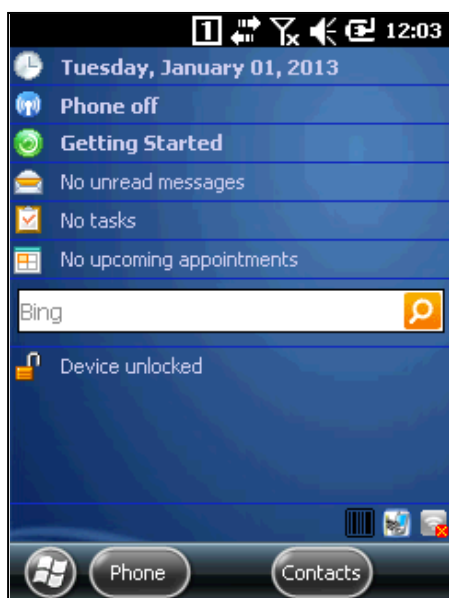 1 12:03
Tuesday, January 01, 2013
Phone off
Getting Started
No unread messages
No tasks
No upcoming appointments
Bing
Device unlocked
Phone Contacts